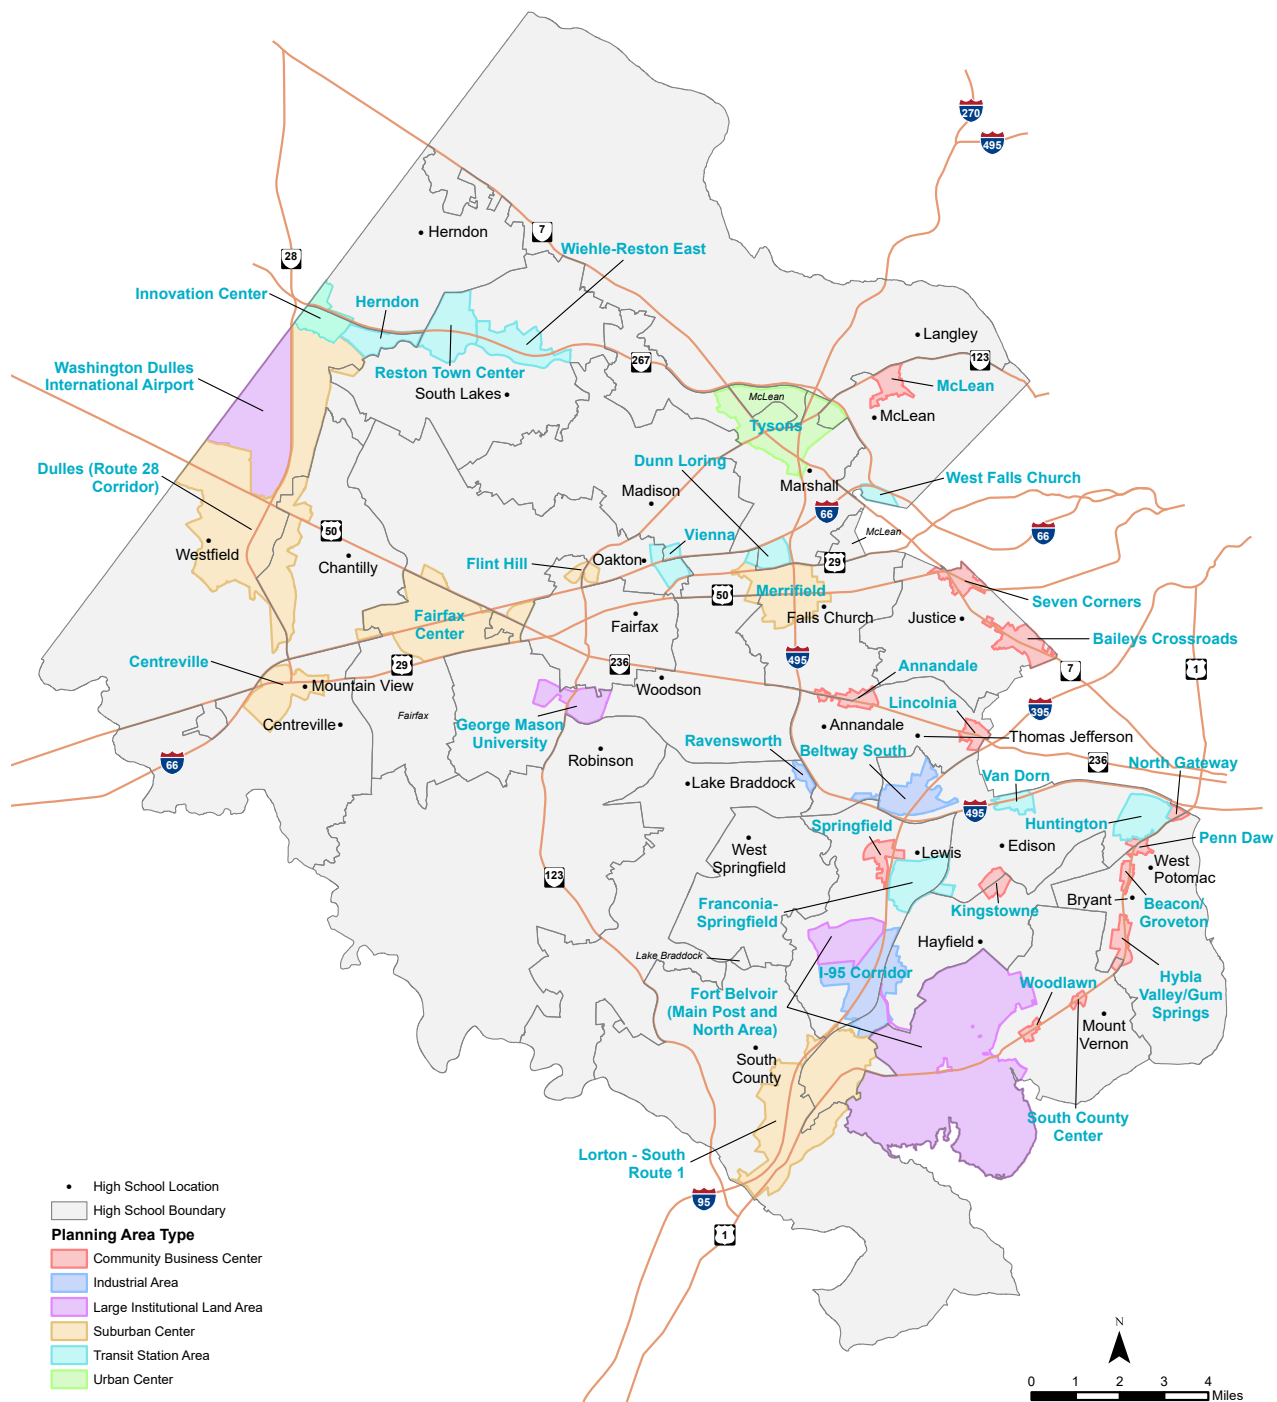 270
495
7
Herndon
Wiehle-Reston East
28
Innovation Center
Herndon
Langley
267
123
Washington Dulles
International Airport
Reston Town Center
South Lakes
McLean
McLean
McLean
Tysons
Dunn Loring
Dulles (Route 28
Corridor)
Marshall
West Falls Church
Madison
66
50
Vienna
McLean
66
Westfield
Chantilly
Flint Hill
Oakton
29
Merrifield
50
Seven Corners
Fairfax
Center
Fairfax
Falls Church
Justice
Baileys Crossroads
Centreville
29
236
495
Annandale
7
1
Mountain View
Woodson
Lincolnia
395
Centreville
Fairfax
George Mason
University
Annandale
Thomas Jefferson
Ravensworth
Beltway South
66
Robinson
236
North Gateway
Lake Braddock
Van Dorn
495
Huntington
Springfield
Penn Daw
West
Springfield
Lewis
Edison
West
Potomac
123
Franconia-
Springfield
Kingstowne
Bryant
Beacon/
Groveton
Hayfield
Lake Braddock
I-95 Corridor
Woodlawn
Hybla
Valley/Gum
Springs
Fort Belvoir
(Main Post and
North Area)
Mount
Vernon
South
County
South County
Center
Lorton - South
Route 1
95
1
High School Location
High School Boundary
Planning Area Type
Community Business Center
Industrial Area
Large Institutional Land Area
Suburban Center
Transit Station Area
Urban Center
N
0 1 2 3 4
Miles